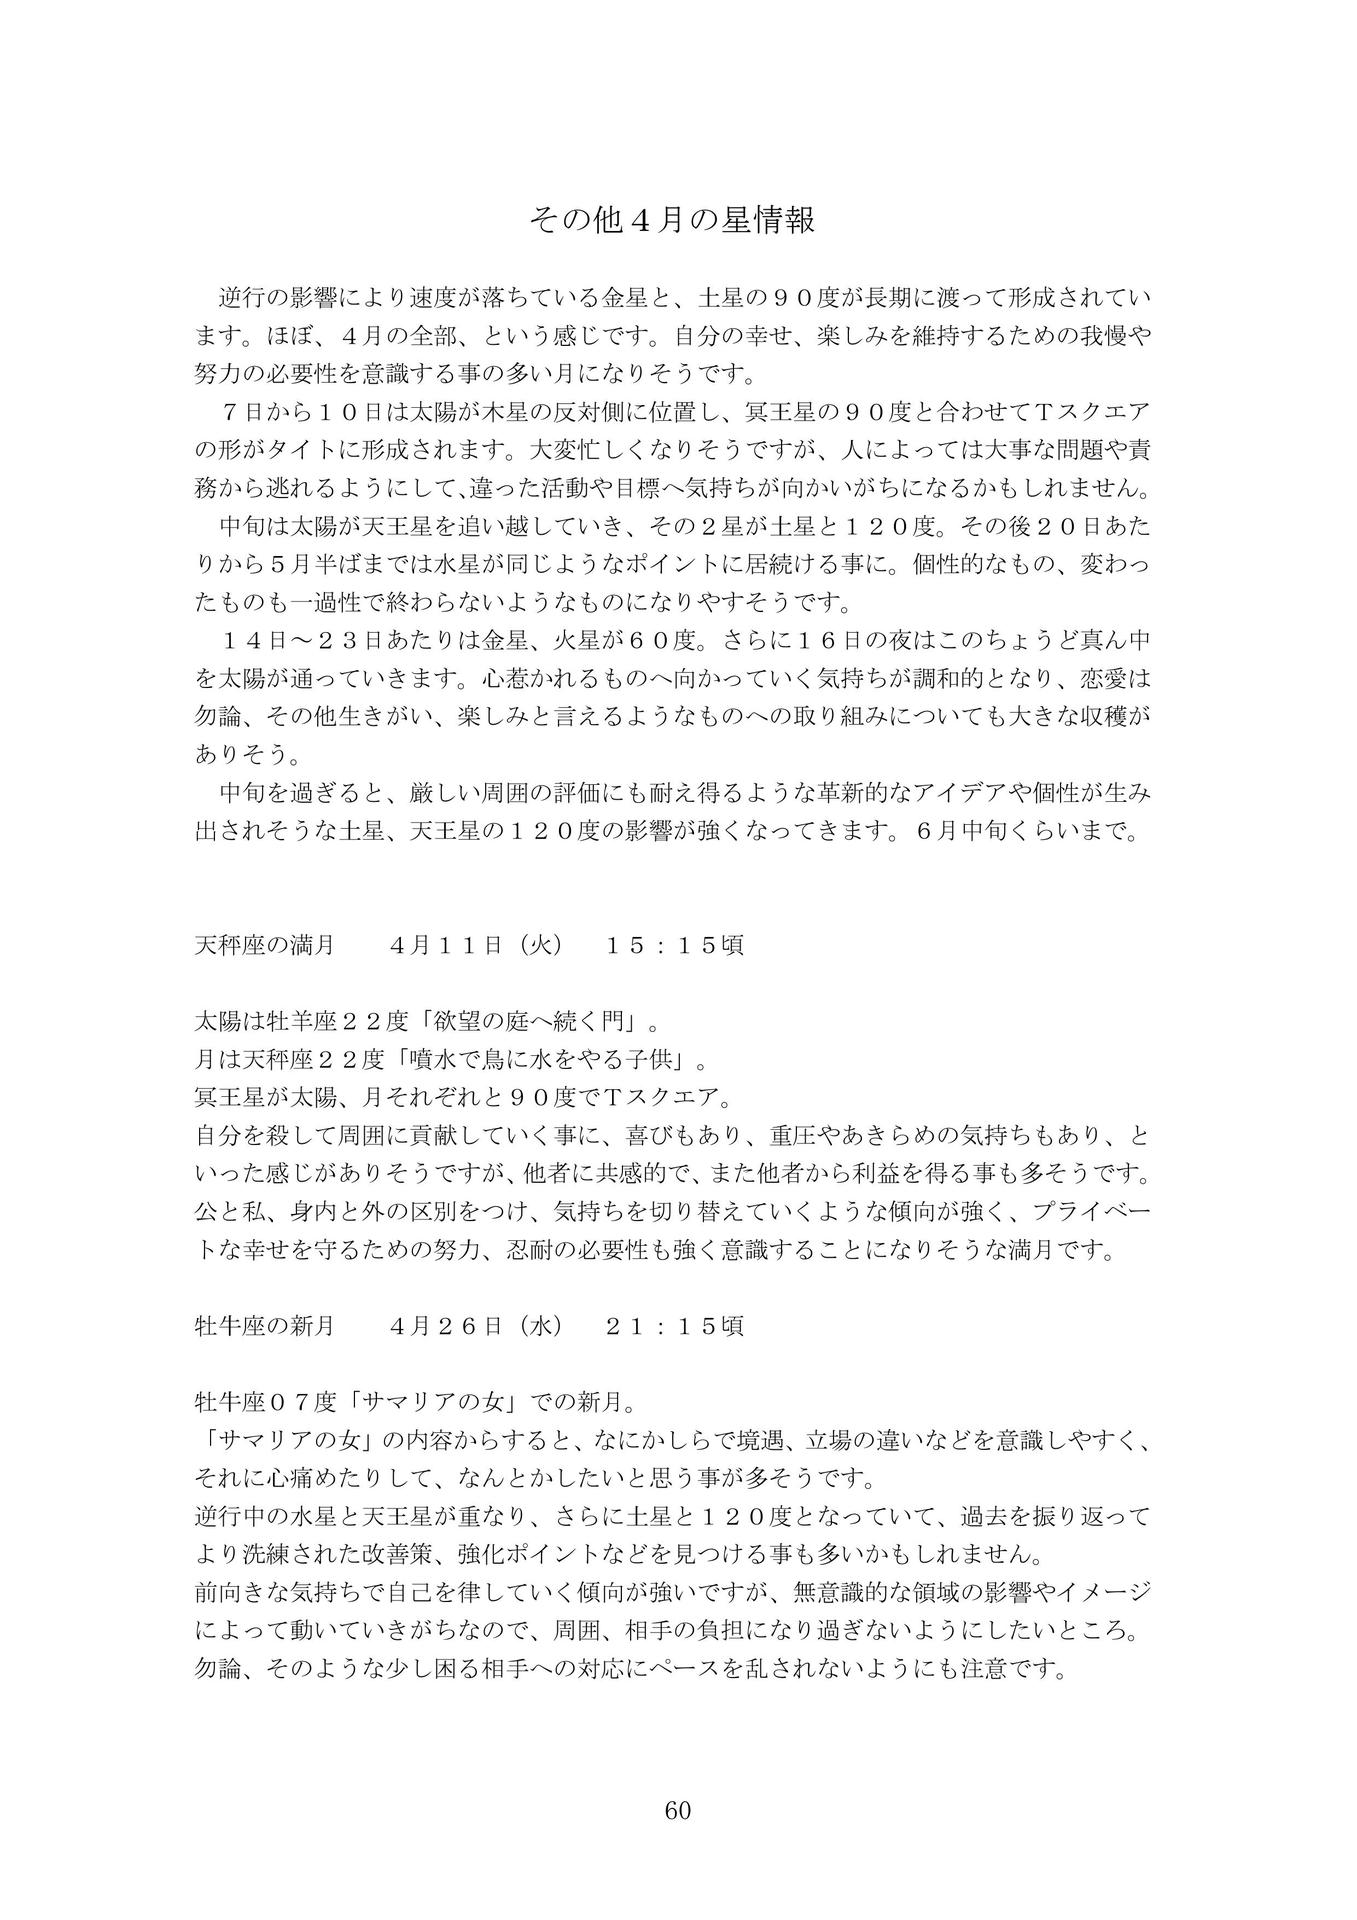 その他４月の星情報
　逆行の影響により速度が落ちている金星と、土星の９０度が長期に渡って形成されてい
ます。ほぼ、４月の全部、という感じです。自分の幸せ、楽しみを維持するための我慢や
努力の必要性を意識する事の多い月になりそうです。
　７日から１０日は太陽が木星の反対側に位置し、冥王星の９０度と合わせてＴスクエア
の形がタイトに形成されます。大変忙しくなりそうですが、人によっては大事な問題や責
務から逃れるようにして、違った活動や目標へ気持ちが向かいがちになるかもしれません。
　中旬は太陽が天王星を追い越していき、その２星が土星と１２０度。その後２０日あた
りから５月半ばまでは水星が同じようなポイントに居続ける事に。個性的なもの、変わっ
たものも一過性で終わらないようなものになりやすそうです。
　１４日～２３日あたりは金星、火星が６０度。さらに１６日の夜はこのちょうど真ん中
を太陽が通っていきます。心惹かれるものへ向かっていく気持ちが調和的となり、恋愛は
勿論、その他生きがい、楽しみと言えるようなものへの取り組みについても大きな収穫が
ありそう。
　中旬を過ぎると、厳しい周囲の評価にも耐え得るような革新的なアイデアや個性が生み
出されそうな土星、天王星の１２０度の影響が強くなってきます。６月中旬くらいまで。
天秤座の満月　　４月１１日（火）　１５：１５頃
太陽は牡羊座２２度「欲望の庭へ続く門」。
月は天秤座２２度「噴水で鳥に水をやる子供」。
冥王星が太陽、月それぞれと９０度でＴスクエア。
自分を殺して周囲に貢献していく事に、喜びもあり、重圧やあきらめの気持ちもあり、と
いった感じがありそうですが、他者に共感的で、また他者から利益を得る事も多そうです。
公と私、身内と外の区別をつけ、気持ちを切り替えていくような傾向が強く、プライベー
トな幸せを守るための努力、忍耐の必要性も強く意識することになりそうな満月です。
牡牛座の新月　　４月２６日（水）　２１：１５頃
牡牛座０７度「サマリアの女」での新月。
「サマリアの女」の内容からすると、なにかしらで境遇、立場の違いなどを意識しやすく、
それに心痛めたりして、なんとかしたいと思う事が多そうです。
逆行中の水星と天王星が重なり、さらに土星と１２０度となっていて、過去を振り返って
より洗練された改善策、強化ポイントなどを見つける事も多いかもしれません。
前向きな気持ちで自己を律していく傾向が強いですが、無意識的な領域の影響やイメージ
によって動いていきがちなので、周囲、相手の負担になり過ぎないようにしたいところ。
勿論、そのような少し困る相手への対応にペースを乱されないようにも注意です。
60